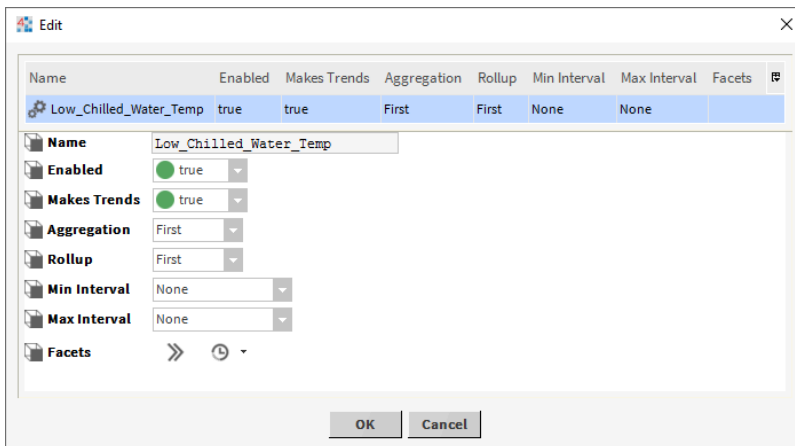 Edit
Name Enabled Makes Trends Aggregation Rollup Min Interval Max Interval Facets
Low_Chilled_Water_Temp true true First First None None
Name Low_Chilled_Water_Temp
Enabled true
Makes Trends true
Aggregation First
Rollup First
Min Interval None
Max Interval None
Facets
OK Cancel